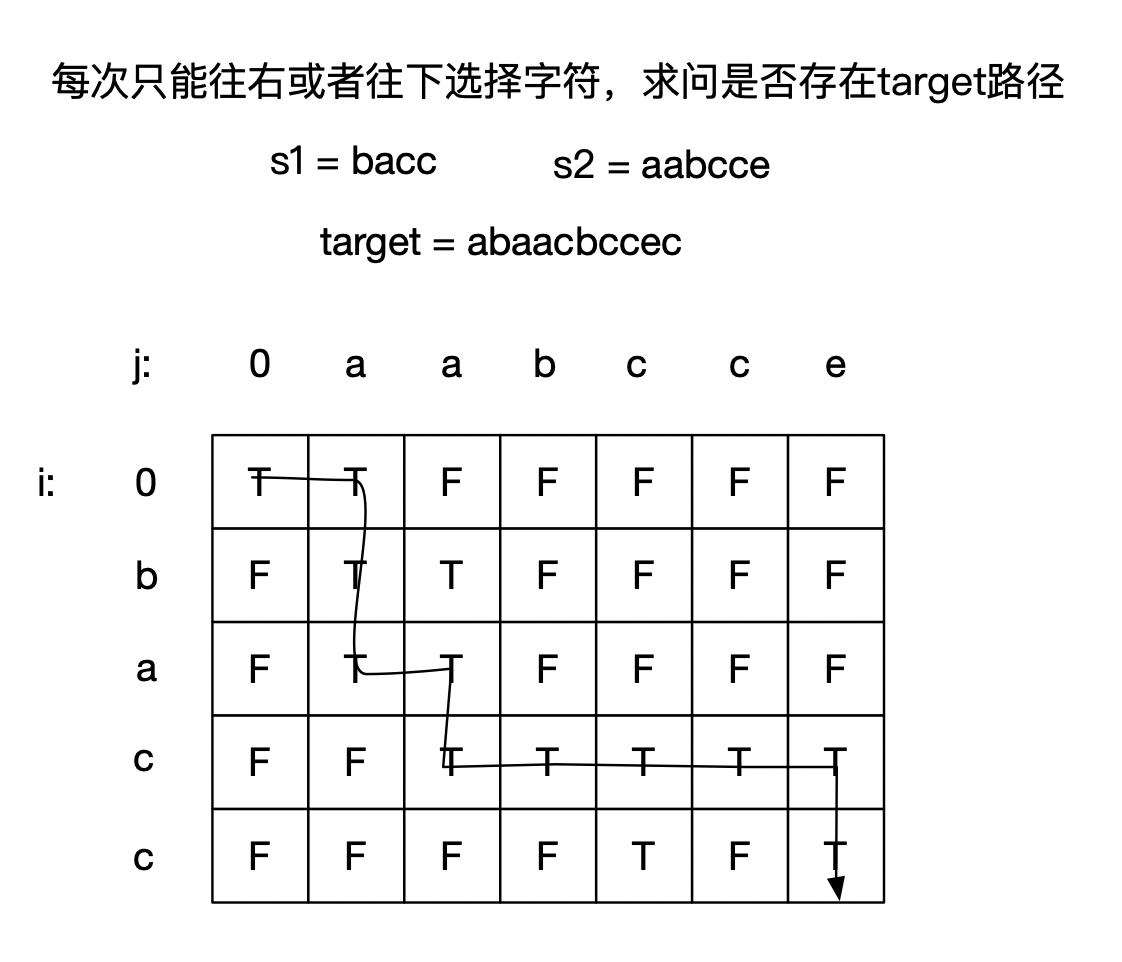 每次只能往右或者往下选择字符，求问是否存在target路径
s1 = bacc s2 = aabcce
target = abaacbccec
j: 0 a a b c c e
i: 0 T T F F F F F
b F T T F F F F
a F T T F F F F
c F F T T T T T
c F F F F T F T